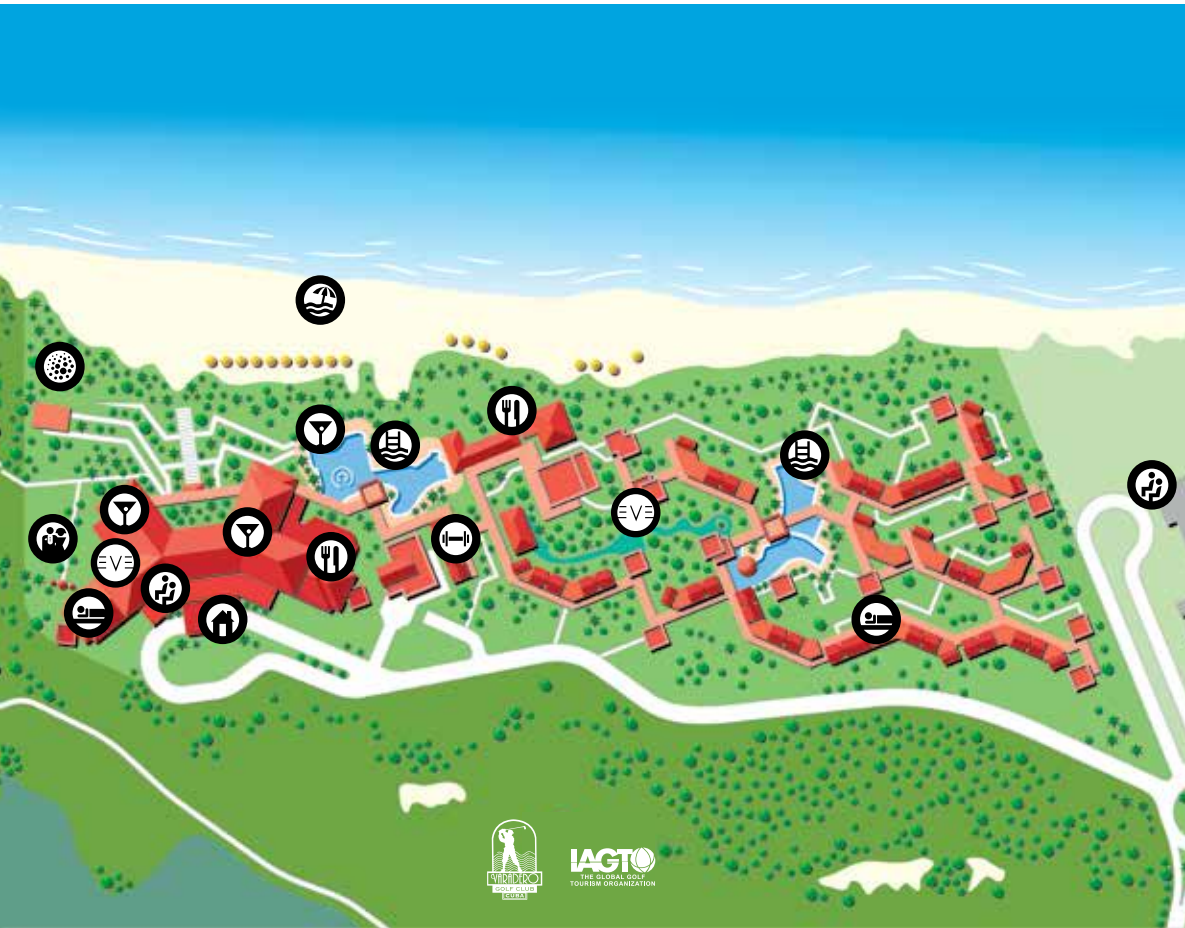 V
V
VARADERO
GOLF CLUB
CUBA
IAGTO
THE GLOBAL GOLF
TOURISM ORGANIZATION